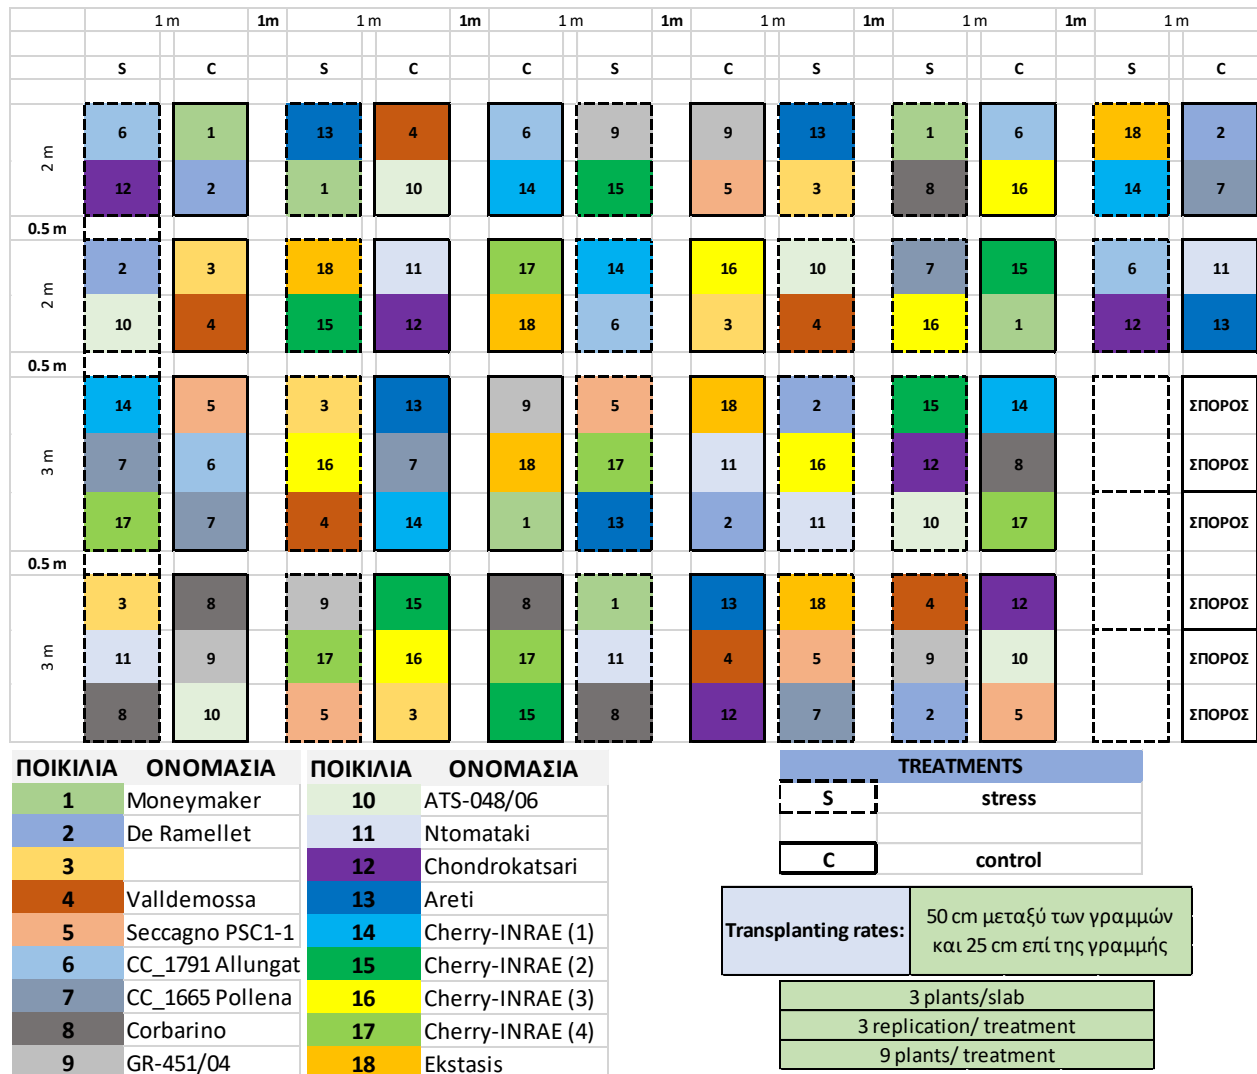 1 m 1m 1 m 1m 1 m 1m 1 m 1m 1 m 1m 1 m
S C S C C S C S S C S C
2 m
6 1 13 4 6 9 9 13 1 6 18 2
12 2 1 10 14 15 5 3 8 16 14 7
0.5 m
2 m
2 3 18 11 17 14 16 10 7 15 6 11
10 4 15 12 18 6 3 4 16 1 12 13
0.5 m
3 m
14 5 3 13 9 5 18 2 15 14 ΣΠΟΡΟΣ
7 6 16 7 18 17 11 16 12 8 ΣΠΟΡΟΣ
17 7 4 14 1 13 2 11 10 17 ΣΠΟΡΟΣ
0.5 m
3 m
3 8 9 15 8 1 13 18 4 12 ΣΠΟΡΟΣ
11 9 17 16 17 11 4 5 9 10 ΣΠΟΡΟΣ
8 10 5 3 15 8 12 7 2 5 ΣΠΟΡΟΣ
ΠΟΙΚΙΛΙΑ ΟΝΟΜΑΣΙΑ
1 Moneymaker
2 De Ramellet
3
4 Valldemossa
5 Seccagno PSC1-1
6 CC_1791 Allungat
7 CC_1665 Pollena
8 Corbarino
9 GR-451/04
ΠΟΙΚΙΛΙΑ ΟΝΟΜΑΣΙΑ
10 ATS-048/06
11 Ntomataki
12 Chondrokatsari
13 Areti
14 Cherry-INRAE (1)
15 Cherry-INRAE (2)
16 Cherry-INRAE (3)
17 Cherry-INRAE (4)
18 Ekstasis
TREATMENTS
S stress
C control
Transplanting rates:
50 cm μεταξύ των γραμμών
και 25 cm επί της γραμμής
3 plants/slab
3 replication/ treatment
9 plants/ treatment